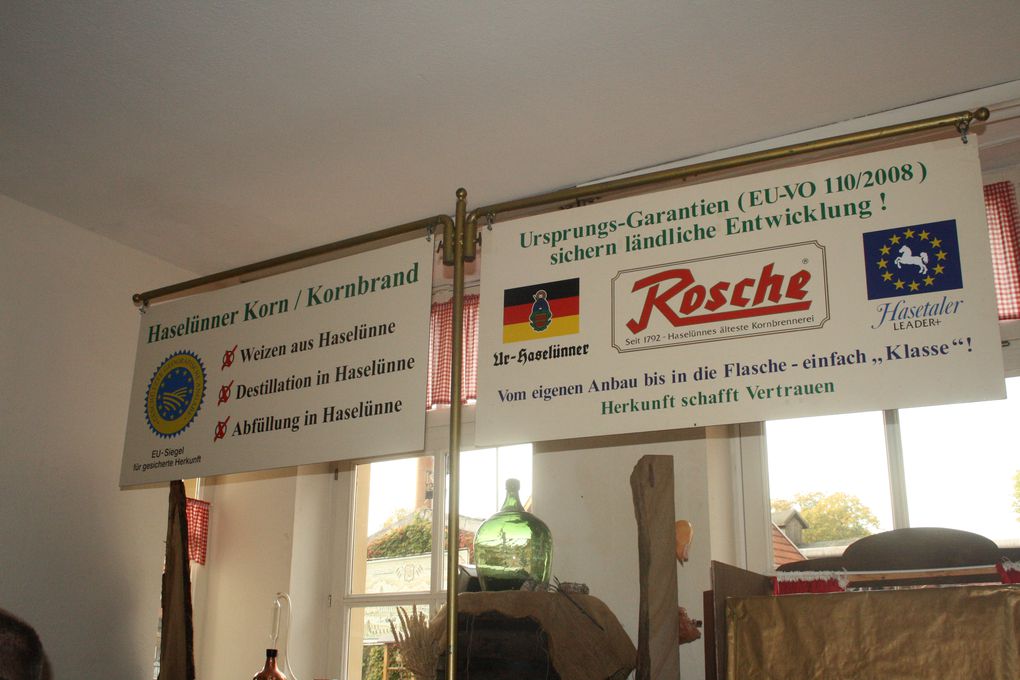 Haselünner Korn / Kornbrand
Weizen aus Haselünne
Destillation in Haselünne
Abfüllung in Haselünne
EU-Siegel
für gesicherte Herkunft
Ursprungs-Garantien (EU-VO 110/2008)
sichern ländliche Entwicklung !
Ur-Haselünner
Rosche ®
Seit 1792 - Haselünnes älteste Kornbrennerei
Hasetaler
LEADER+
Vom eigenen Anbau bis in die Flasche - einfach „Klasse“!
Herkunft schafft Vertrauen